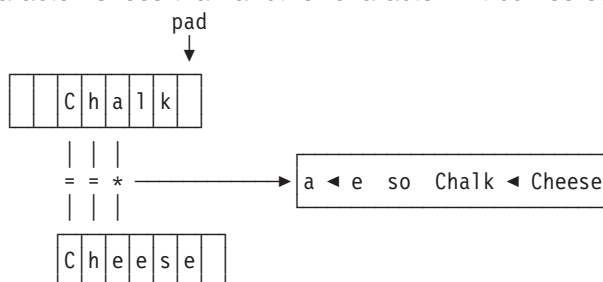 pad
C h a l k
= = *
a ◄ e so Chalk ◄ Cheese
C h e e s e